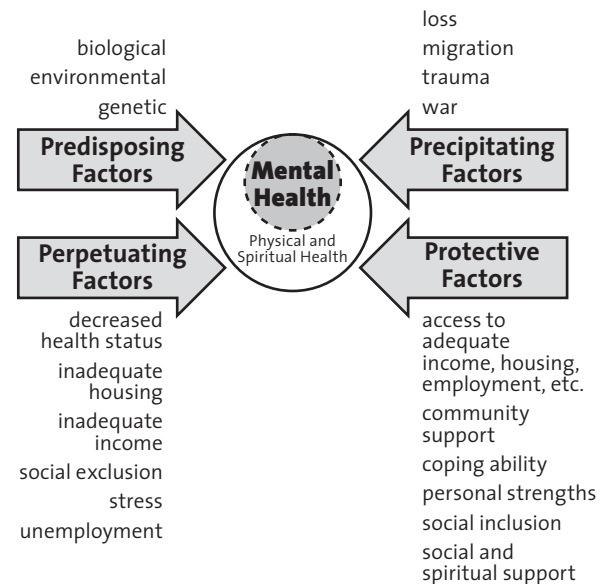 biological
environmental
genetic
Predisposing
Factors
loss
migration
trauma
war
Precipitating
Factors
Mental
Health
Physical and
Spiritual Health
Perpetuating
Factors
decreased
health status
inadequate
housing
inadequate
income
social exclusion
stress
unemployment
Protective
Factors
access to
adequate
income, housing,
employment, etc.
community
support
coping ability
personal strengths
social inclusion
social and
spiritual support